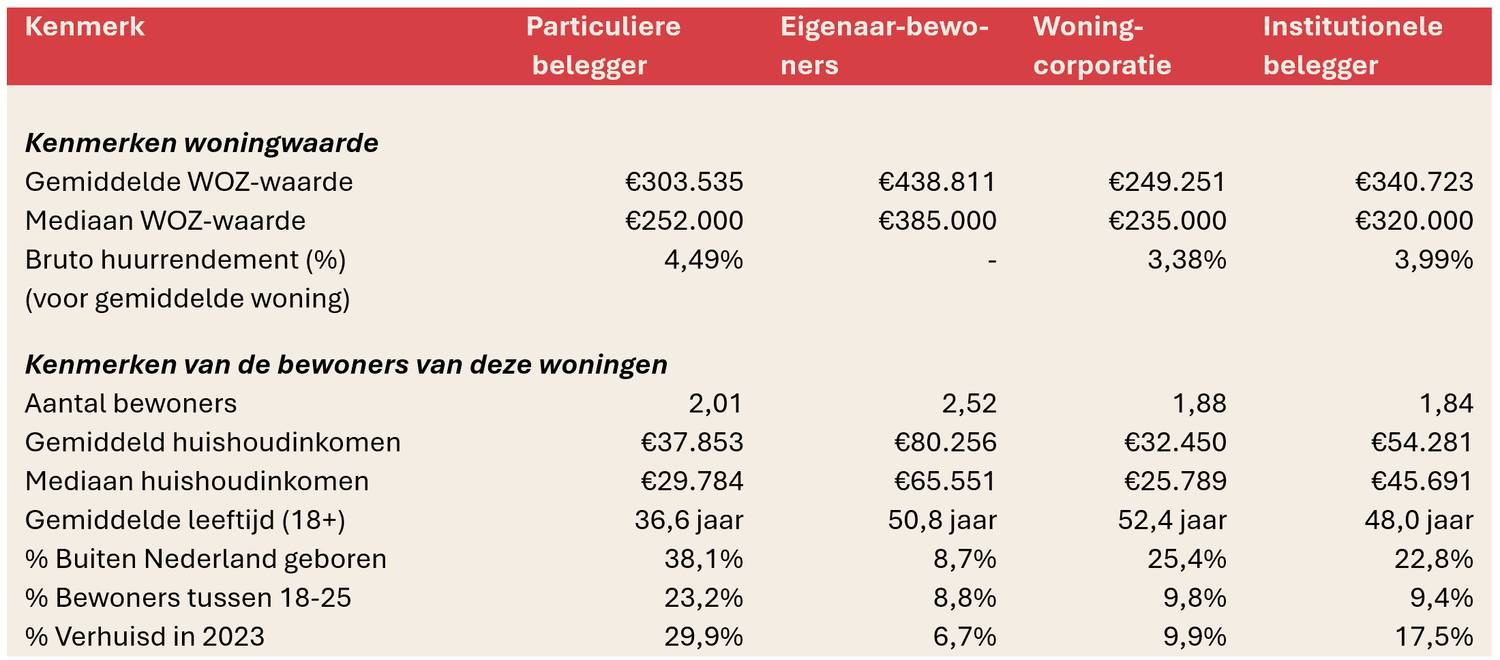 Kenmerk Particuliere belegger Eigenaar-bewo-ners Woning-corporatie Institutionele belegger
Kenmerken woningwaarde
Gemiddelde WOZ-waarde €303.535 €438.811 €249.251 €340.723
Mediaan WOZ-waarde €252.000 €385.000 €235.000 €320.000
Bruto huurrendement (%) 4,49% - 3,38% 3,99%
(voor gemiddelde woning)
Kenmerken van de bewoners van deze woningen
Aantal bewoners 2,01 2,52 1,88 1,84
Gemiddeld huishoudinkomen €37.853 €80.256 €32.450 €54.281
Mediaan huishoudinkomen €29.784 €65.551 €25.789 €45.691
Gemiddelde leeftijd (18+) 36,6 jaar 50,8 jaar 52,4 jaar 48,0 jaar
% Buiten Nederland geboren 38,1% 8,7% 25,4% 22,8%
% Bewoners tussen 18-25 23,2% 8,8% 9,8% 9,4%
% Verhuisd in 2023 29,9% 6,7% 9,9% 17,5%